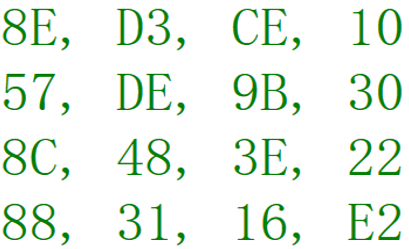 8E, D3, CE, 10
57, DE, 9B, 30
8C, 48, 3E, 22
88, 31, 16, E2